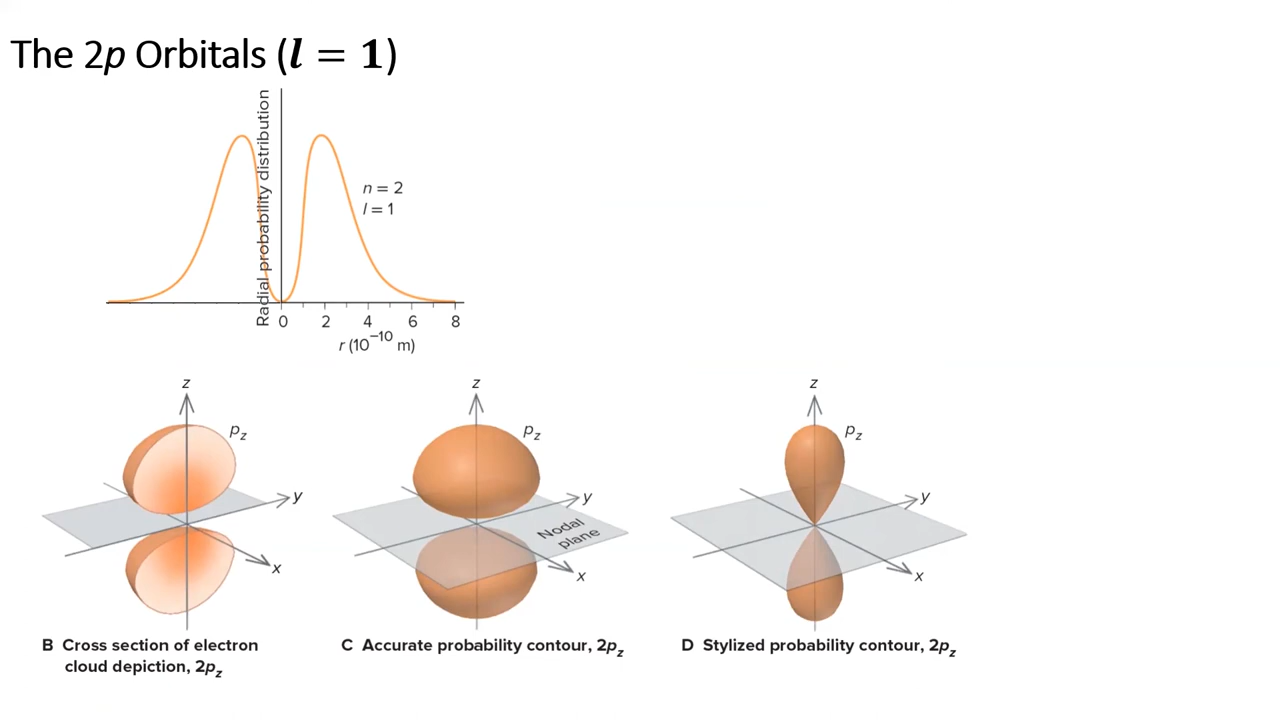 The 2p Orbitals (l = 1)
Radial probability distribution
n = 2
l = 1
0 2 4 6 8
r (10⁻¹⁰ m)
z
p_z
y
x
z
p_z
y
Nodal
plane
x
z
p_z
y
x
B Cross section of electron
cloud depiction, 2p_z
C Accurate probability contour, 2p_z
D Stylized probability contour, 2p_z